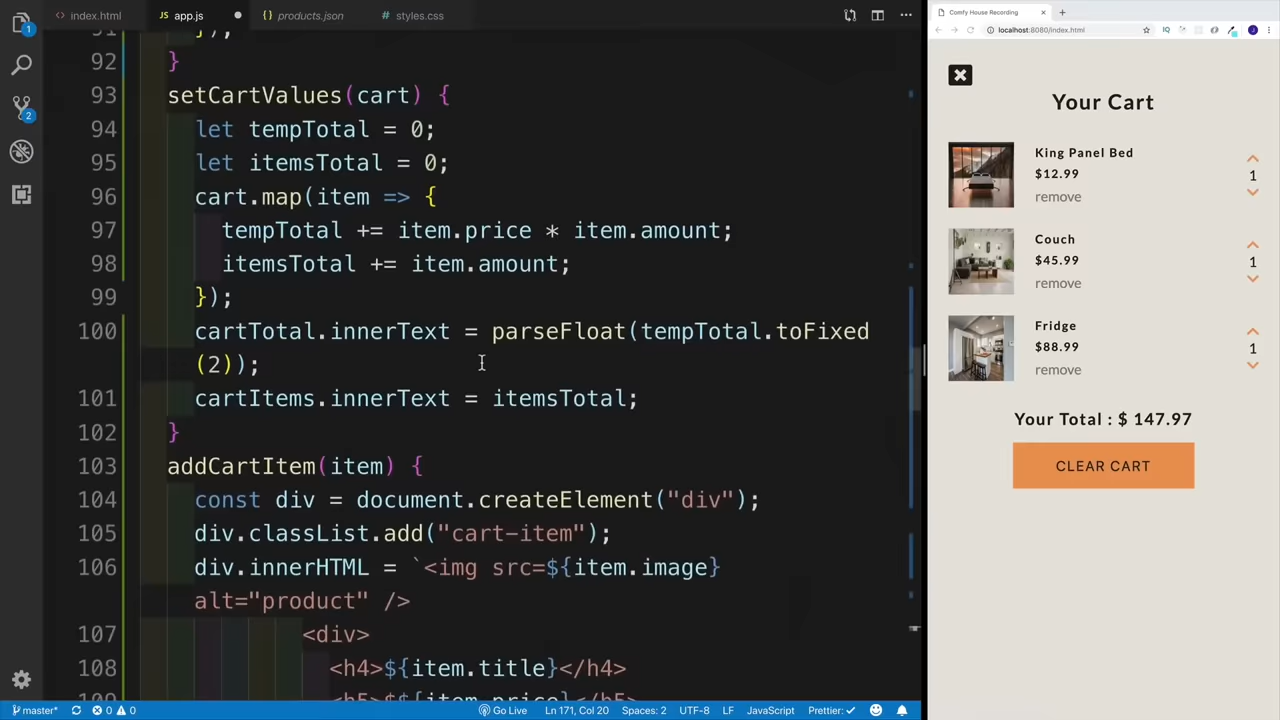 index.html
app.js
products.json
styles.css
92 }
93 setCartValues(cart) {
94 let tempTotal = 0;
95 let itemsTotal = 0;
96 cart.map(item => {
97 tempTotal += item.price * item.amount;
98 itemsTotal += item.amount;
99 });
100 cartTotal.innerText = parseFloat(tempTotal.toFixed
(2));
101 cartItems.innerText = itemsTotal;
102 }
103 addCartItem(item) {
104 const div = document.createElement("div");
105 div.classList.add("cart-item");
106 div.innerHTML = `<img src=${item.image}
alt="product" />
107 <div>
108 <h4>${item.title}</h4>
1
2
master*
0 0
Go Live
Ln 171, Col 20
Spaces: 2
UTF-8
LF
JavaScript
Prettier: ✓
Comfy House Recording
localhost:8080/index.html
Your Cart
King Panel Bed
$12.99
remove
1
Couch
$45.99
remove
1
Fridge
$88.99
remove
1
Your Total : $ 147.97
CLEAR CART